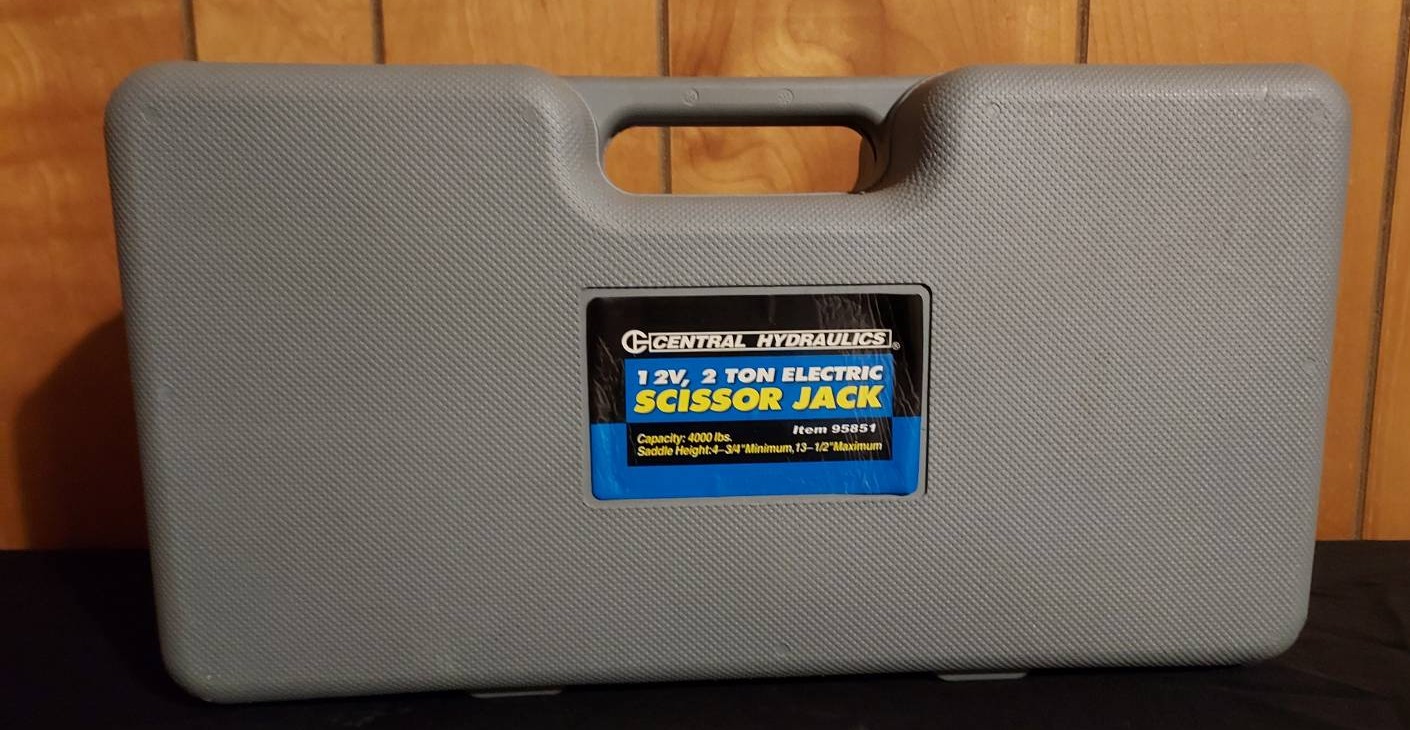 CENTRAL HYDRAULICS®
12V, 2 TON ELECTRIC
SCISSOR JACK
Item 95851
Capacity: 4000 lbs.
Saddle Height:4-3/4"Minimum,13-1/2"Maximum